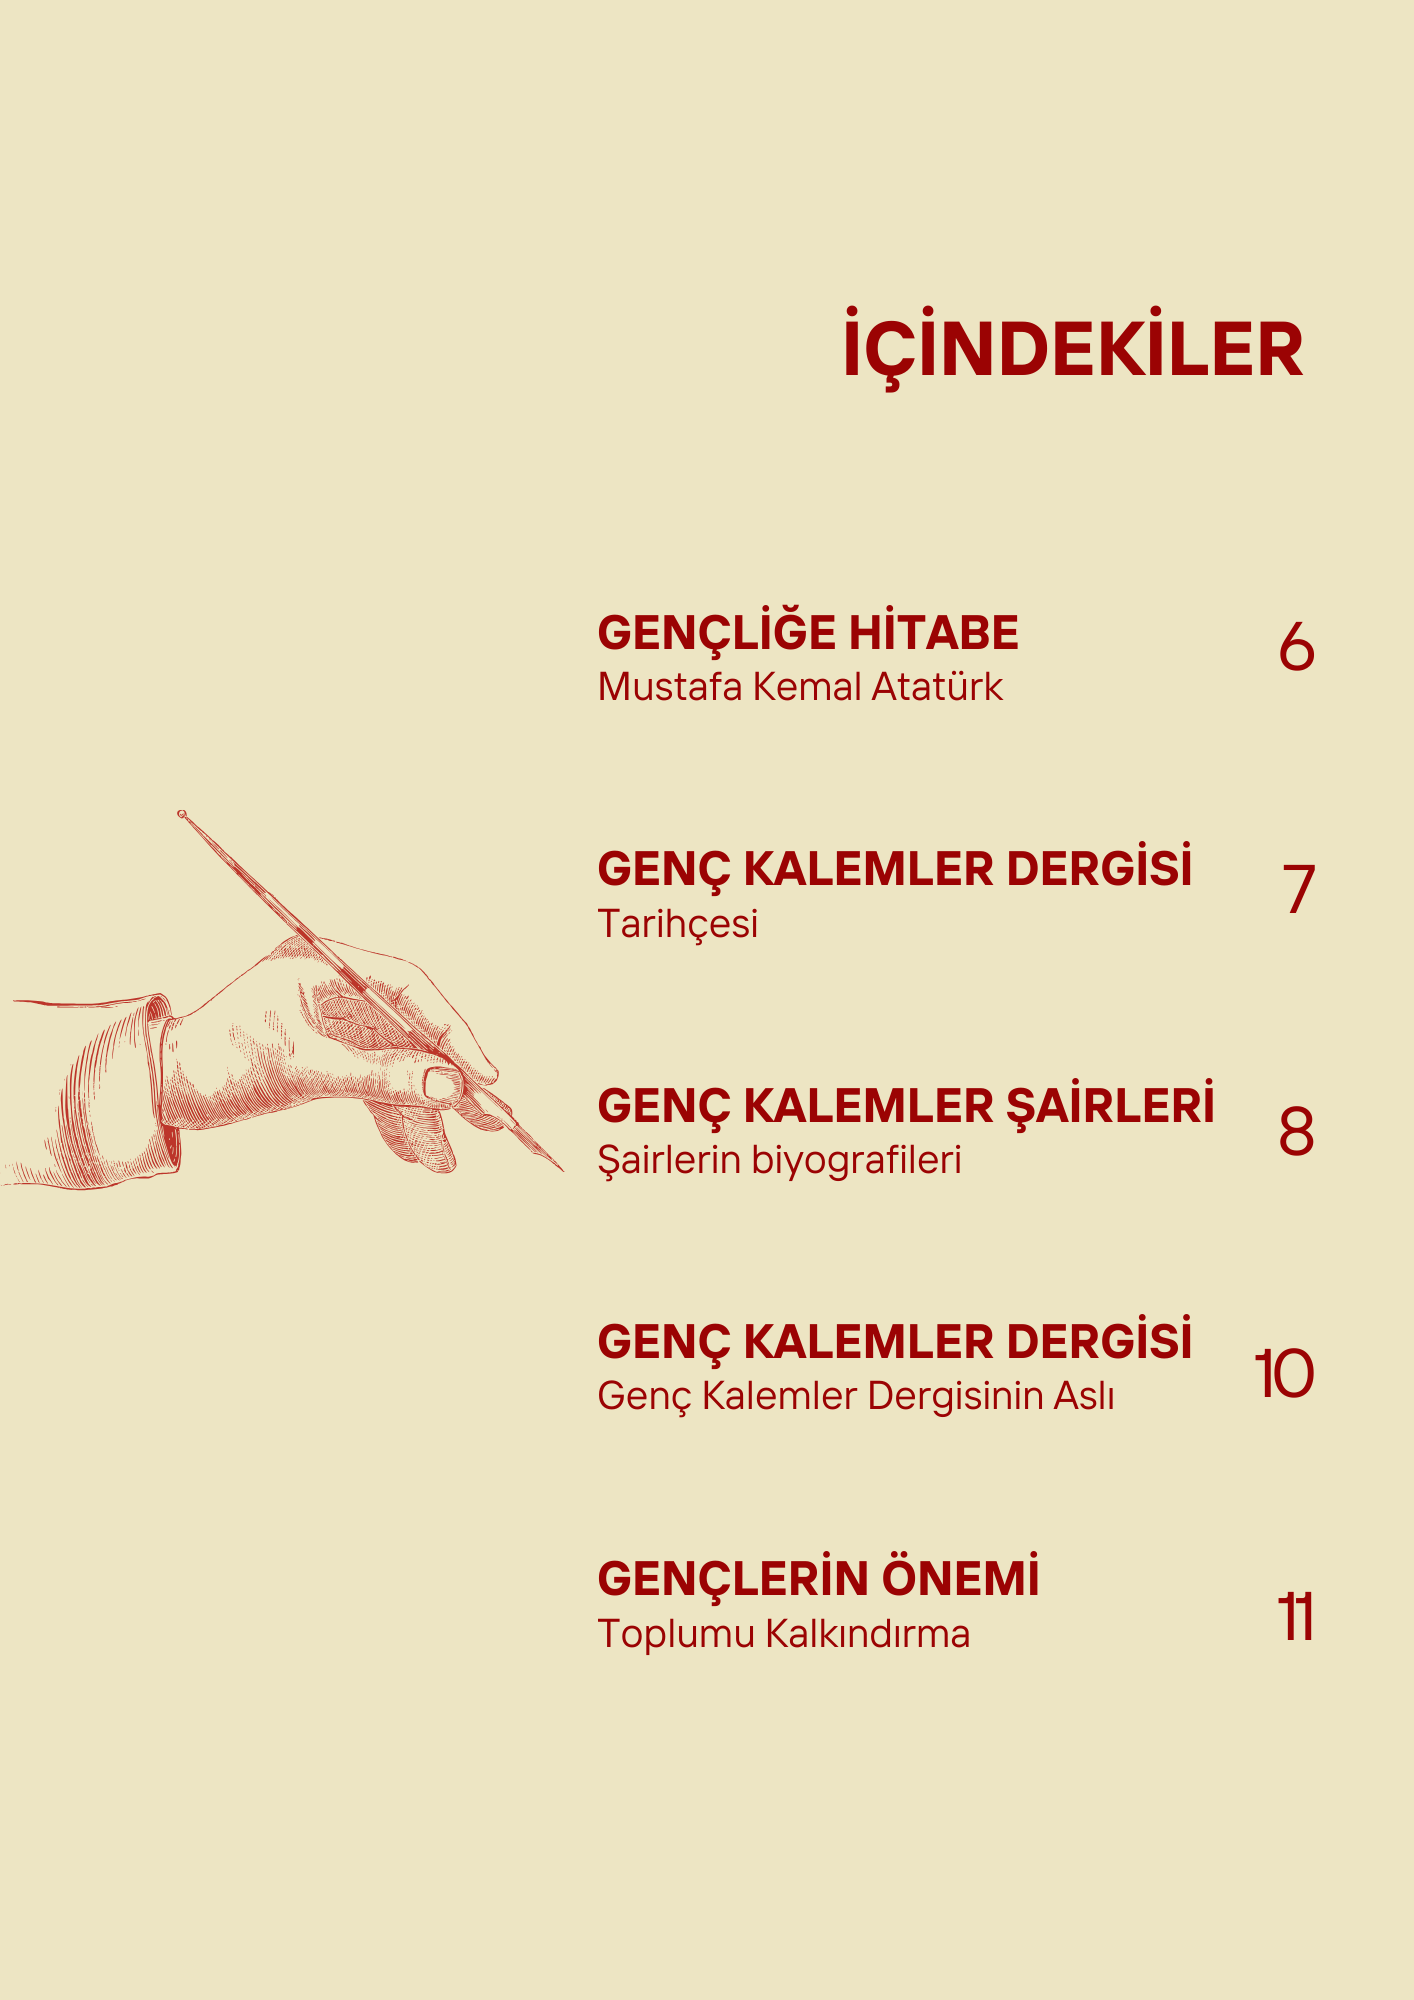 İÇİNDEKİLER
GENÇLİĞE HİTABE
Mustafa Kemal Atatürk
6
GENÇ KALEMLER DERGİSİ
Tarihçesi
7
GENÇ KALEMLER ŞAİRLERİ
Şairlerin biyografileri
8
GENÇ KALEMLER DERGİSİ
Genç Kalemler Dergisinin Aslı
10
GENÇLERİN ÖNEMİ
Toplumu Kalkındırma
11